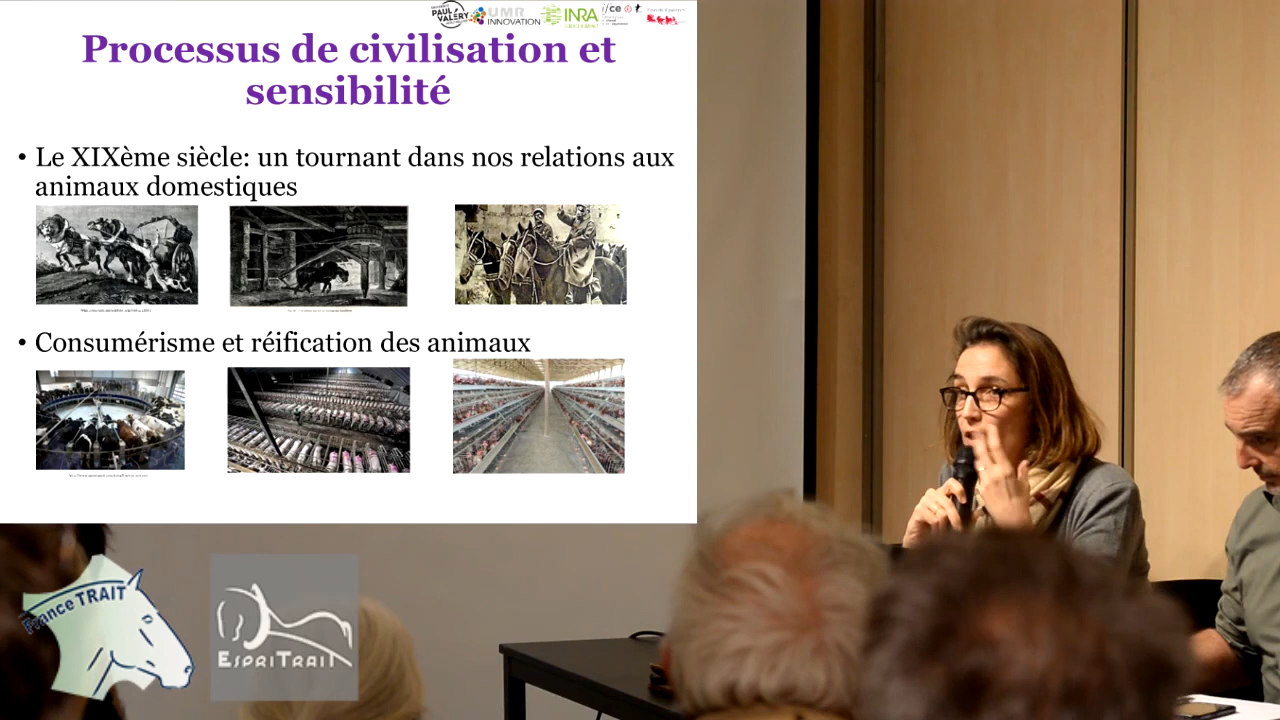 PAUL
VALÉRY
UMR
INNOVATION
INRA
ifce
Processus de civilisation et
sensibilité
• Le XIXème siècle: un tournant dans nos relations aux
animaux domestiques
• Consumérisme et réification des animaux
France TRAIT
ESPRITRAIT